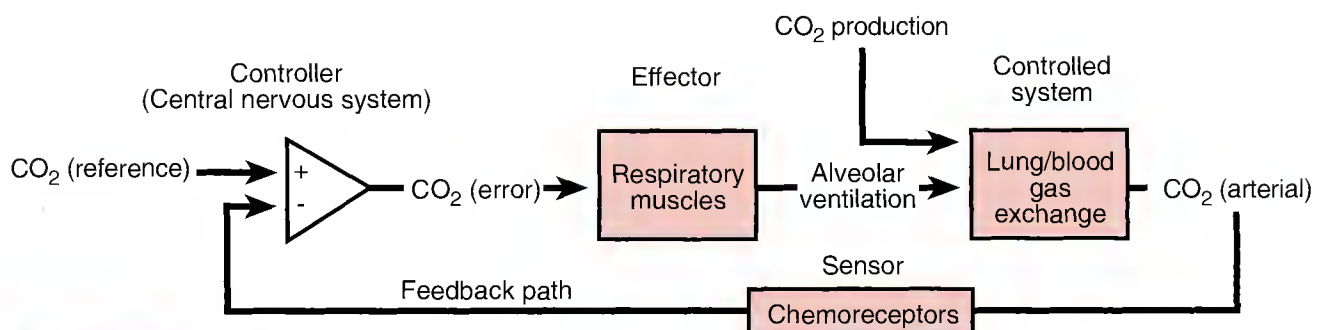 CO₂ production
Controller
(Central nervous system)
Effector
Controlled
system
CO₂ (reference)
+
-
CO₂ (error)
Respiratory
muscles
Alveolar
ventilation
Lung/blood
gas
exchange
CO₂ (arterial)
Sensor
Feedback path
Chemoreceptors